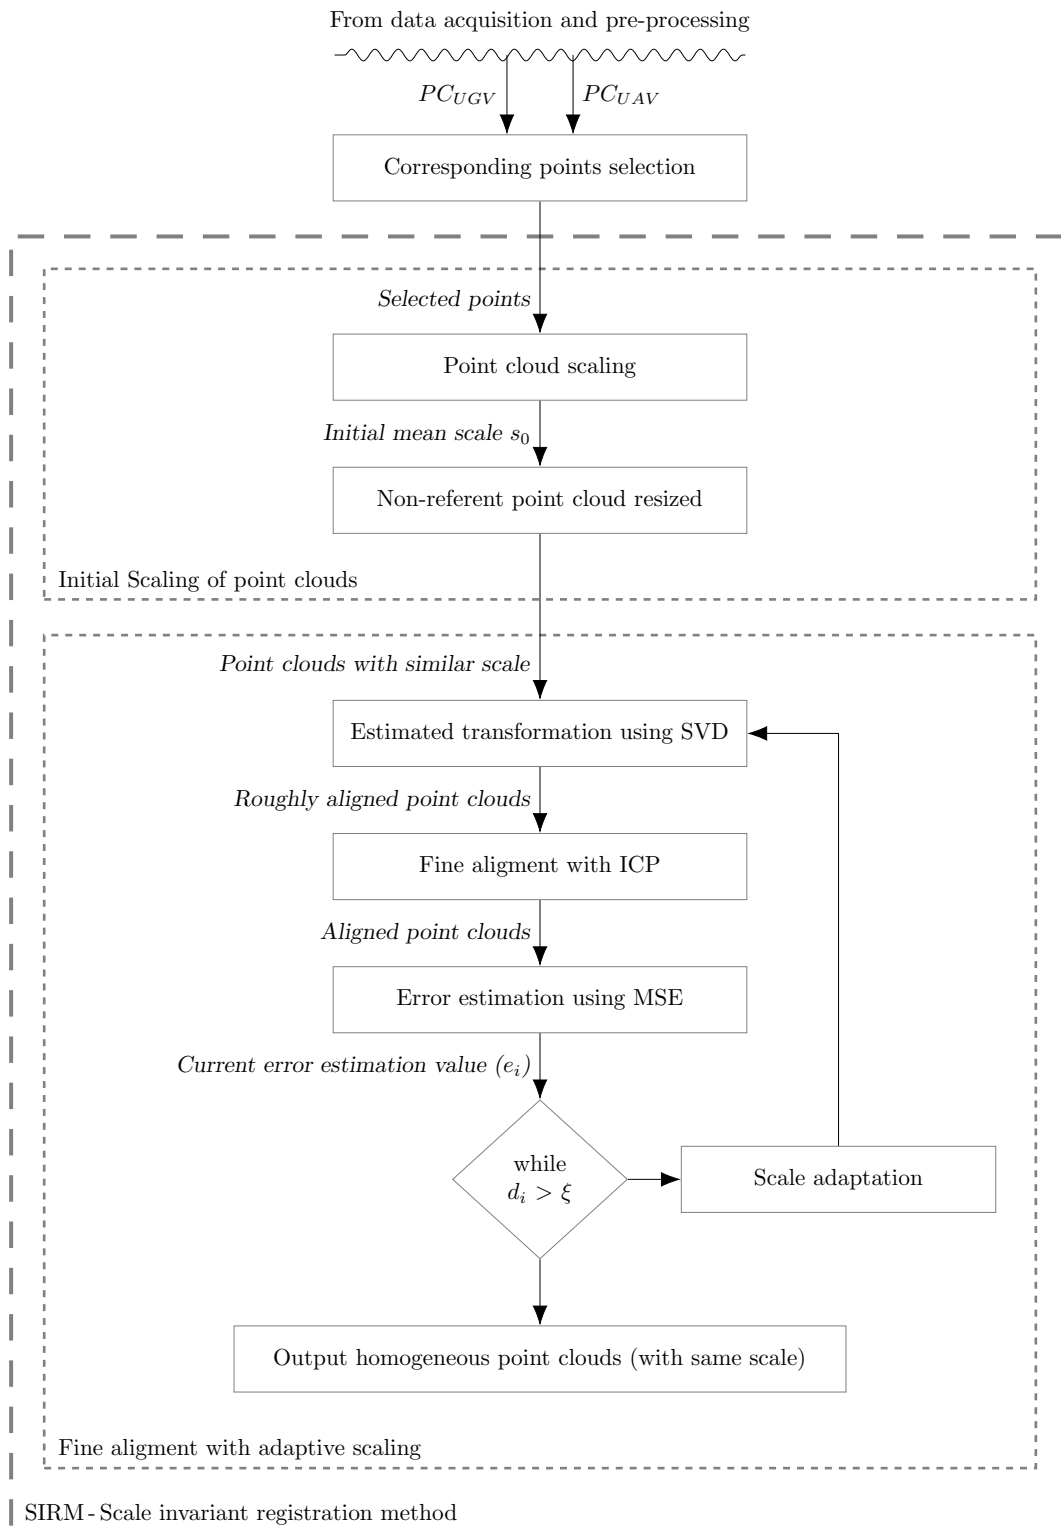 From data acquisition and pre-processing
PC_UGV
PC_UAV
Corresponding points selection
Selected points
Point cloud scaling
Initial mean scale s₀
Non-referent point cloud resized
Initial Scaling of point clouds
Point clouds with similar scale
Estimated transformation using SVD
Roughly aligned point clouds
Fine aligment with ICP
Aligned point clouds
Error estimation using MSE
Current error estimation value (eᵢ)
while
dᵢ > ξ
Scale adaptation
Output homogeneous point clouds (with same scale)
Fine aligment with adaptive scaling
SIRM - Scale invariant registration method